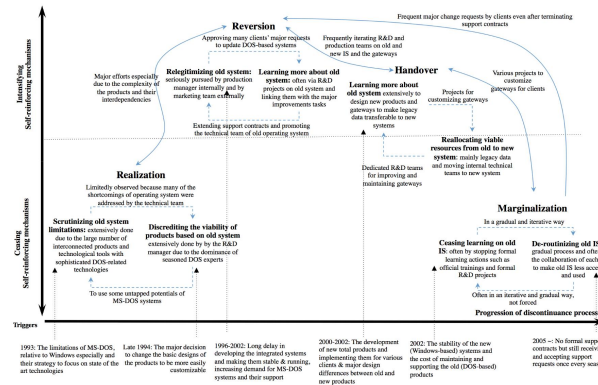 Reversion
Frequent major change requests by clients even after terminating
support contracts
Approving many clients' major requests
to update DOS-based systems
Frequently iterating R&D and
production teams on old and
new IS and the gateways
Relegitimizing old system:
seriously pursued by production
manager internally and by
marketing team externally
Learning more about old
system: often via R&D
projects on old system and
linking them with the major
improvements tasks
Extending support contracts and promoting
the technical team of old operating system
Major efforts especially
due to the complexity
of the products and their
interdependencies
Handover
Various projects to
customize gateways
for clients
Learning more about
old system extensively to
design new products and
gateways to make legacy
data transferable to new
systems
Projects for
customizing gateways
Reallocating viable
resources from old to new
system: mainly legacy data
and moving internal technical
teams to new system
Dedicated R&D teams
for improving and
maintaining gateways
Intensifying
Self-reinforcing mechanisms
Ceasing
Self-reinforcing mechanisms
Realization
Limitedly observed because many of the
shortcomings of operating system were
addressed by the technical team
Scrutinizing old system
limitations: extensively done
due to the large number of
interconnected products and
technological tools with
sophisticated DOS-related
technologies
Discrediting the viability of
products based on old system
extensively done by by the R&D
manager due to the dominance of
seasoned DOS experts
To use some untapped potentials of
MS-DOS systems
Marginalization
In a gradual and iterative way
Ceasing learning on old
IS: often by stopping formal
learning actions such as
official trainings and formal
R&D projects
De-routinizing old IS
gradual process and ofte
the collaboration of each
to make old IS less acce
and used
Often in an iterative and gradual way,
not forced
Progression of discontinuance process
Triggers
1993: The limitations of MS-DOS,
relative to Windows especially and
their strategy to focus on state of the
art technologies
Late 1994: The major decision
to change the basic designs of
the products to be more easily
customizable
1996-2002: Long delay in
developing the integrated systems
and making them stable & running,
increasing demand for MS-DOS
systems and their support
2000-2002: The
development of new total products and
implementing them for various
clients & major design
differences between old and
new products
2002: The stability of the new
(Windows-based) systems and
the cost of maintaining and
supporting the old (DOS-based)
products
2005 –: No formal supp
contracts but still receiv
and accepting support
requests once every seas